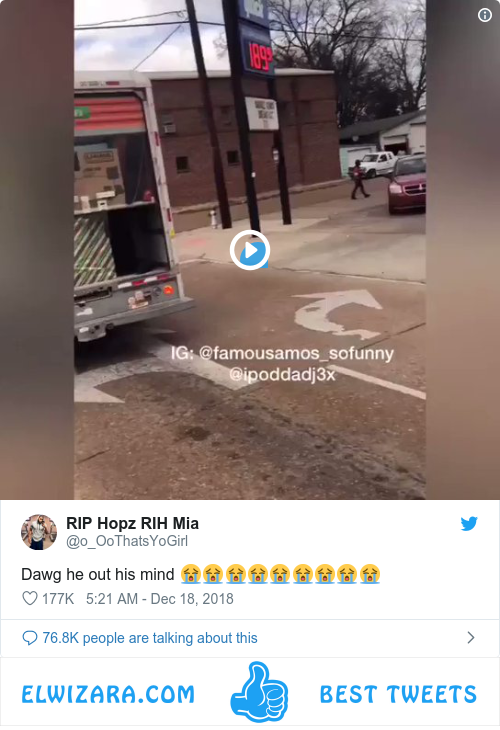 189⁹
IG: @famousamos_sofunny
@ipoddadj3x
RIP Hopz RIH Mia
@o_OoThatsYoGirl
Dawg he out his mind 😭😭😭😭😭😭😭😭😭
177K 5:21 AM - Dec 18, 2018
76.8K people are talking about this
ELWIZARA.COM
BEST TWEETS